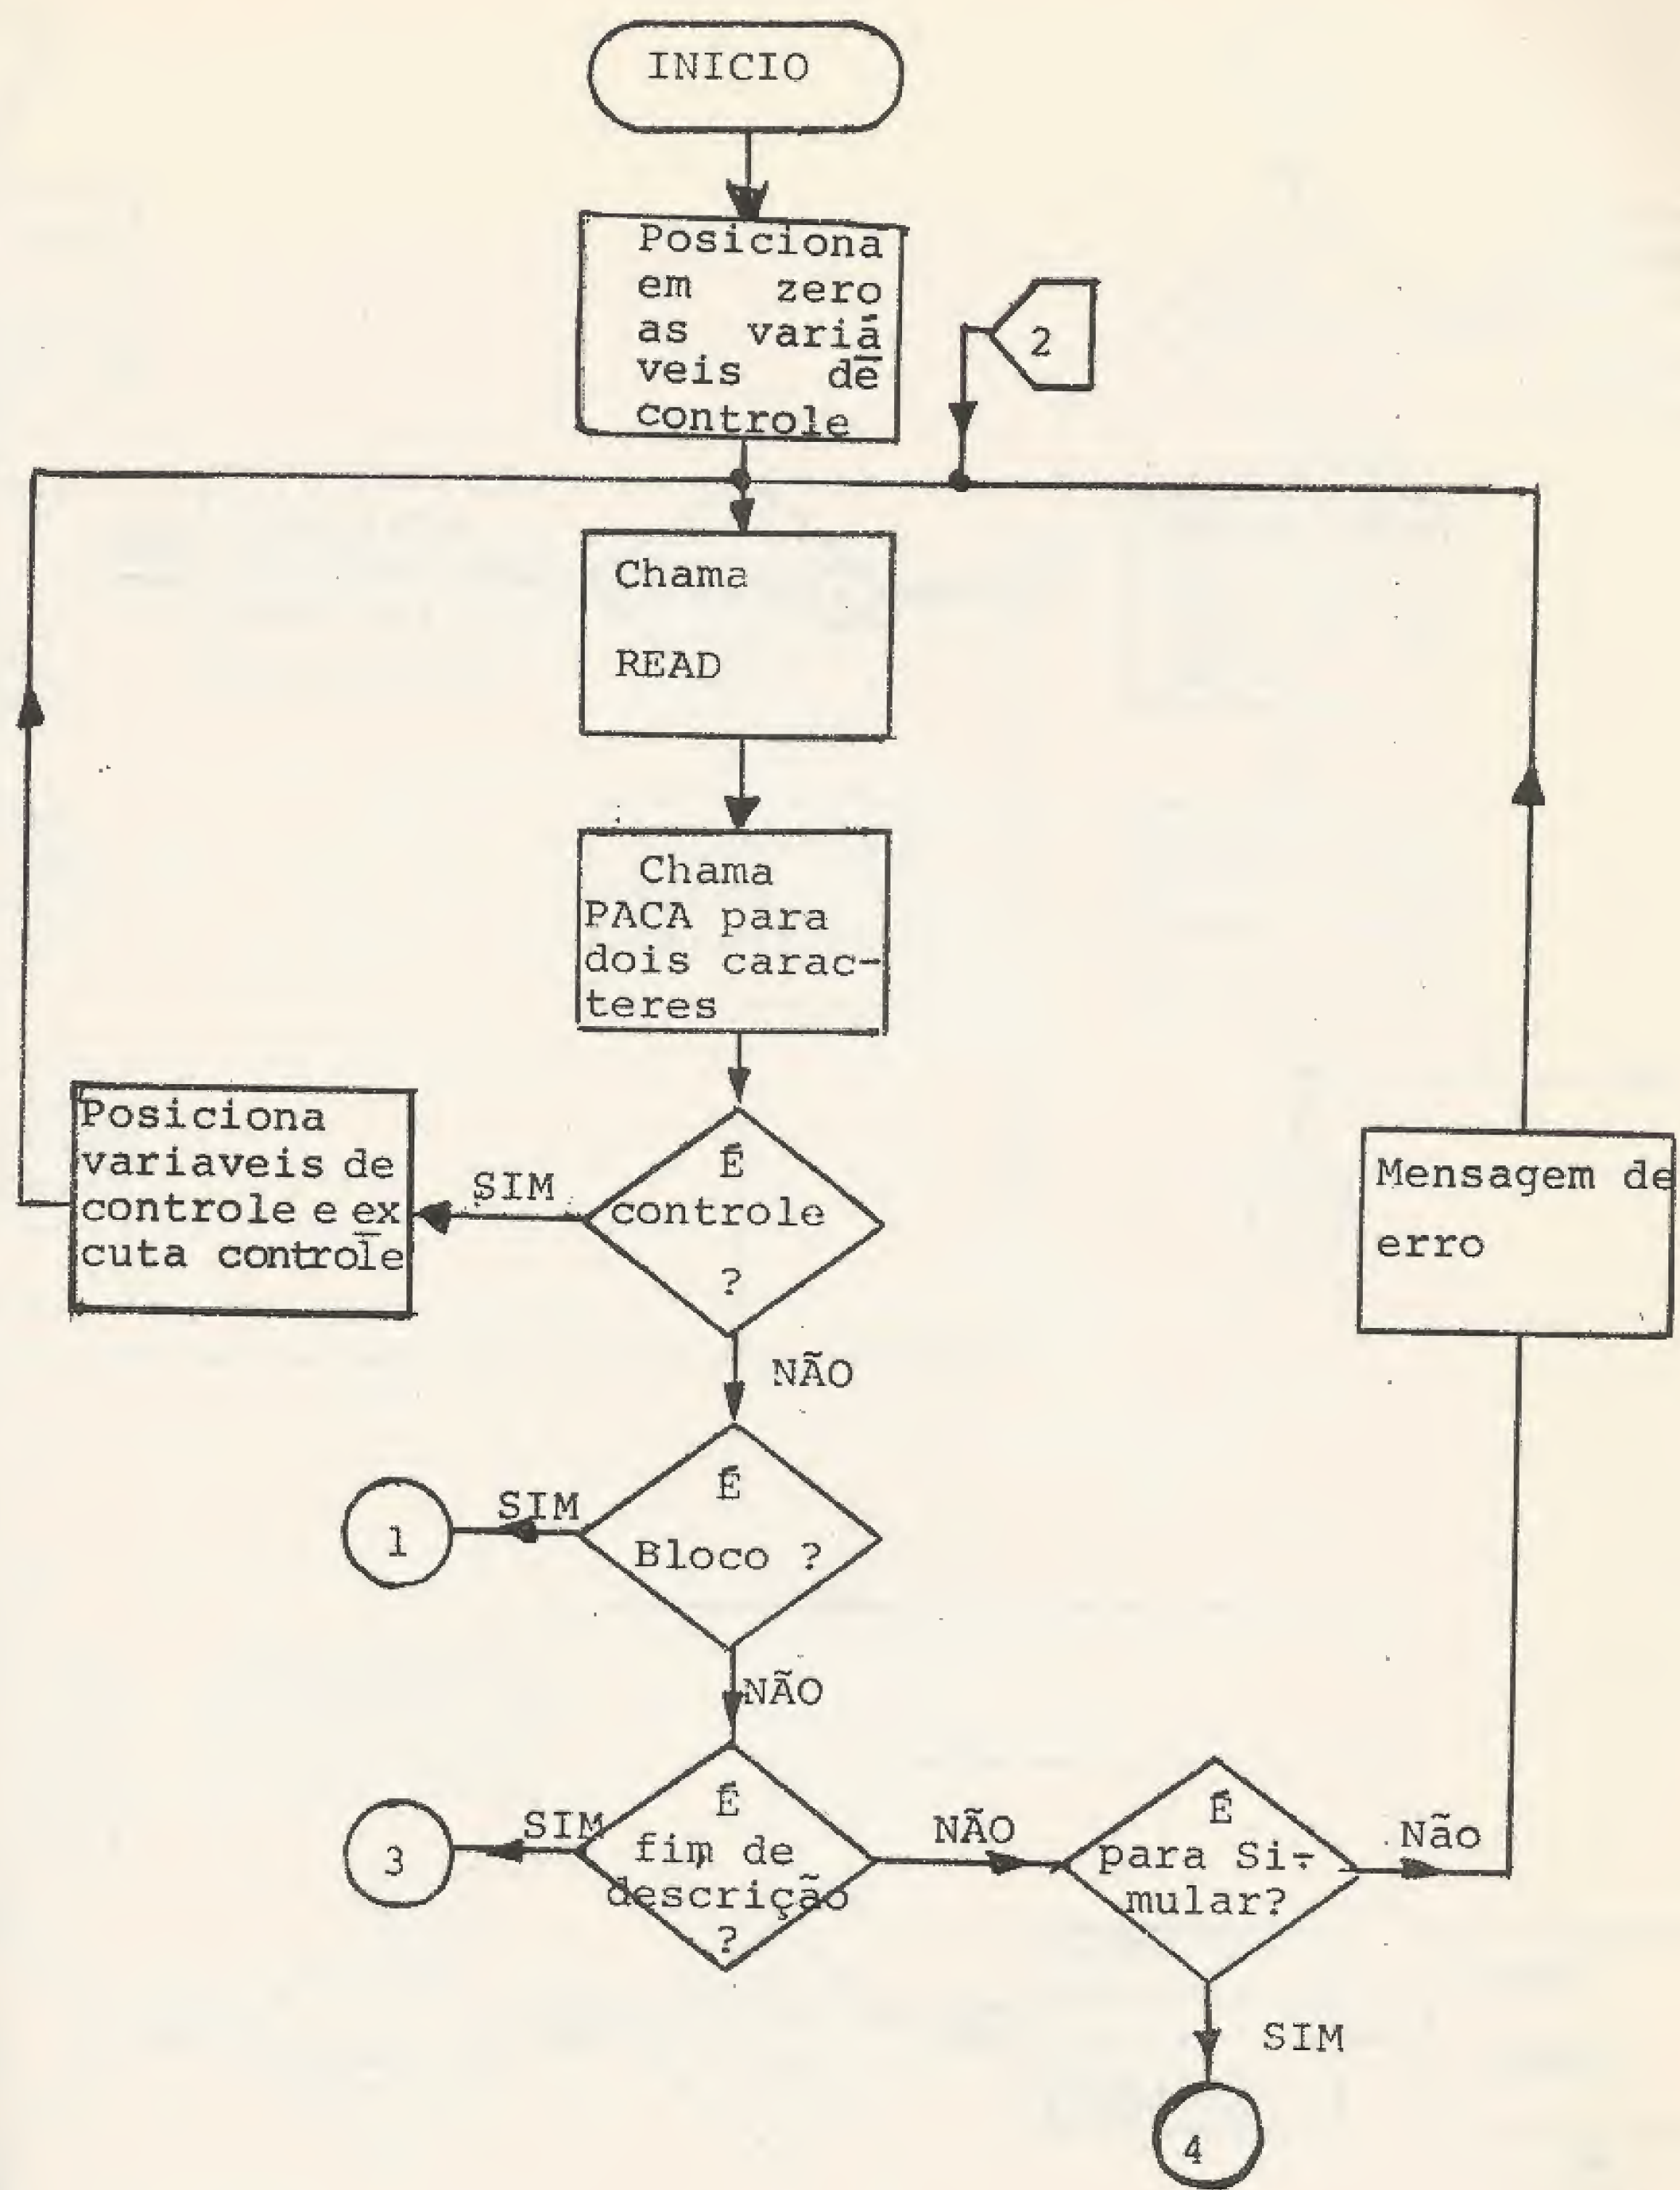 INICIO
Posiciona
em zero
as variá
veis de
controle
2
Chama
READ
Chama
PACA para
dois carac-
teres
Posiciona
variaveis de
controle e ex
cuta controle
SIM
É
controle
?
Mensagem de
erro
NÃO
1
SIM
É
Bloco ?
NÃO
3
SIM
É
fim de
descrição
?
NÃO
É
para Si-
mular?
Não
SIM
4